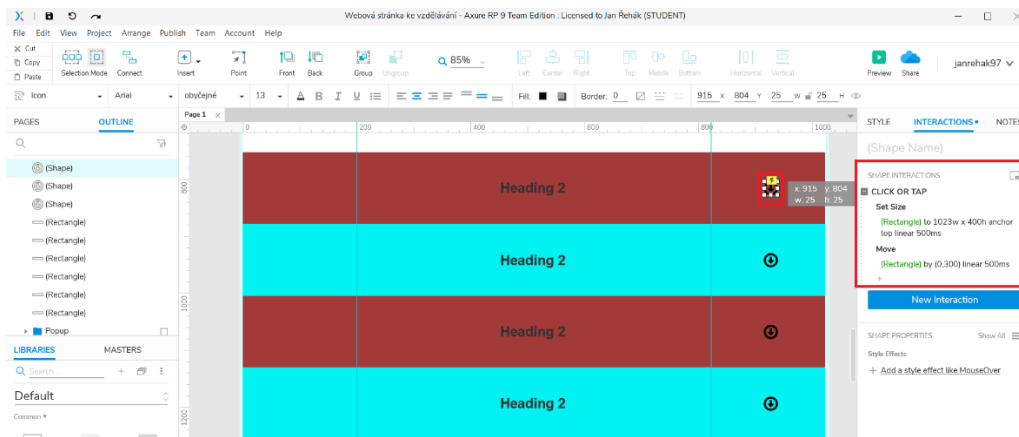 Webová stránka ke vzdělávání - Axure RP 9 Team Edition : Licensed to Jan Řehák (STUDENT)
File Edit View Project Arrange Publish Team Account Help
Cut
Copy
Paste
Selection Mode Connect Insert Point Front Back Group Ungroup 85% Left Center Right Top Middle Bottom Horizontal Vertical Preview Share janrehak97
Icon Arial obyčejné 13 B I U Fill: Border: 0 915 X 804 Y 25 W 25 H
PAGES OUTLINE
Page 1
STYLE INTERACTIONS NOTES
0 200 400 600 800 1000
(Shape Name)
(Shape)
(Shape)
(Shape)
(Rectangle)
(Rectangle)
(Rectangle)
(Rectangle)
(Rectangle)
(Rectangle)
Popup
LIBRARIES MASTERS
Search...
Default
Common
800
1000
1200
Heading 2
x: 915 y: 804
w: 25 h: 25
Heading 2
Heading 2
Heading 2
SHAPE INTERACTIONS
CLICK OR TAP
Set Size
(Rectangle) to 1023w x 400h anchor
top linear 500ms
Move
(Rectangle) by (0,300) linear 500ms
New Interaction
SHAPE PROPERTIES Show All
Style Effects
Add a style effect like MouseOver